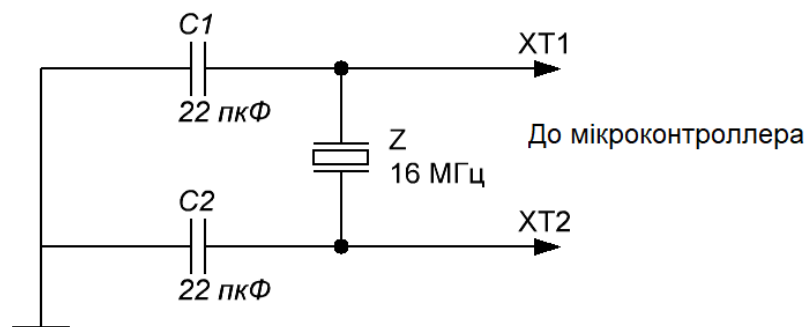 C1
XT1
22 пкФ
Z
До мікроконтроллера
16 МГц
C2
XT2
22 пкФ